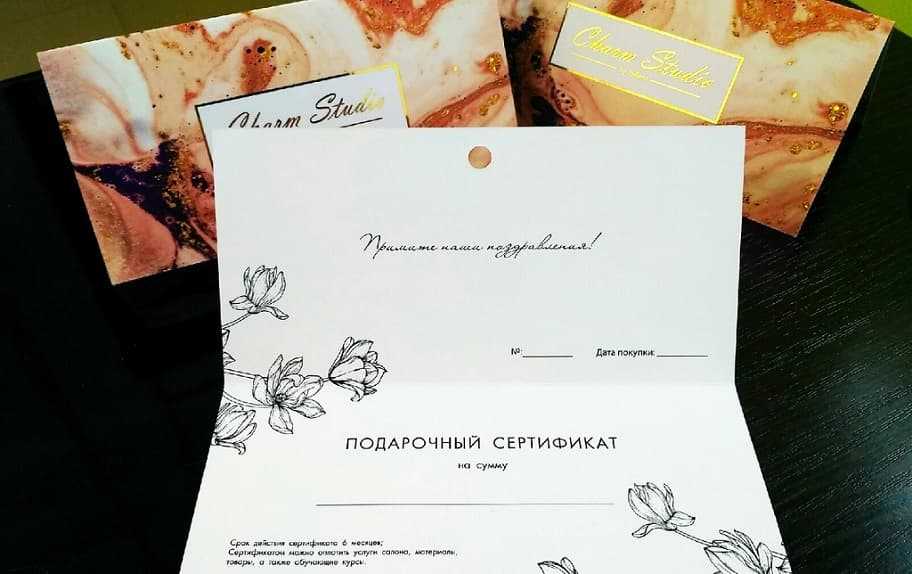 Charm Studio
Charm Studio
Примите наши поздравления!
№:
Дата покупки:
ПОДАРОЧНЫЙ СЕРТИФИКАТ
на сумму
Срок действия сертификата 6 месяцев;
Сертификатом можно оплатить услуги салона, материалы,
товары, а также обучающие курсы.